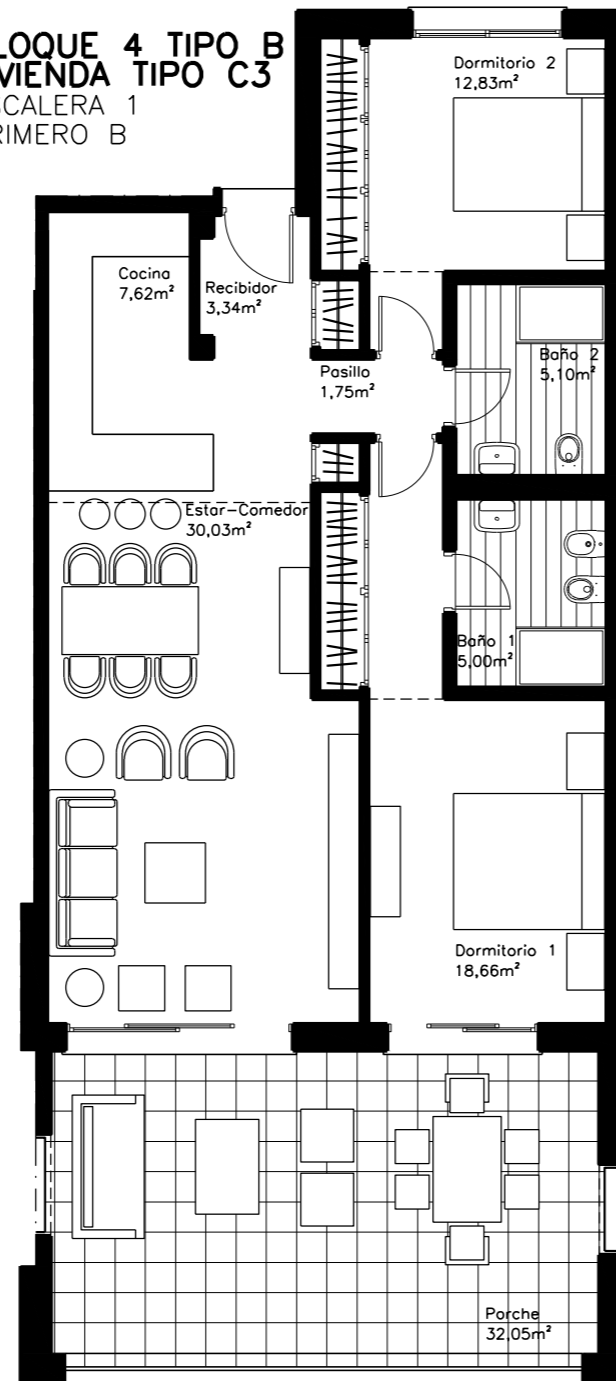 LOQUE 4 TIPO B
VIENDA TIPO C3
CALERA 1
RIMERO B
Dormitorio 2
12,83m²
Cocina
7,62m²
Recibidor
3,34m²
Pasillo
1,75m²
Baño 2
5,10m²
Estar-Comedor
30,03m²
Baño 1
5,00m²
Dormitorio 1
18,66m²
Porche
32,05m²